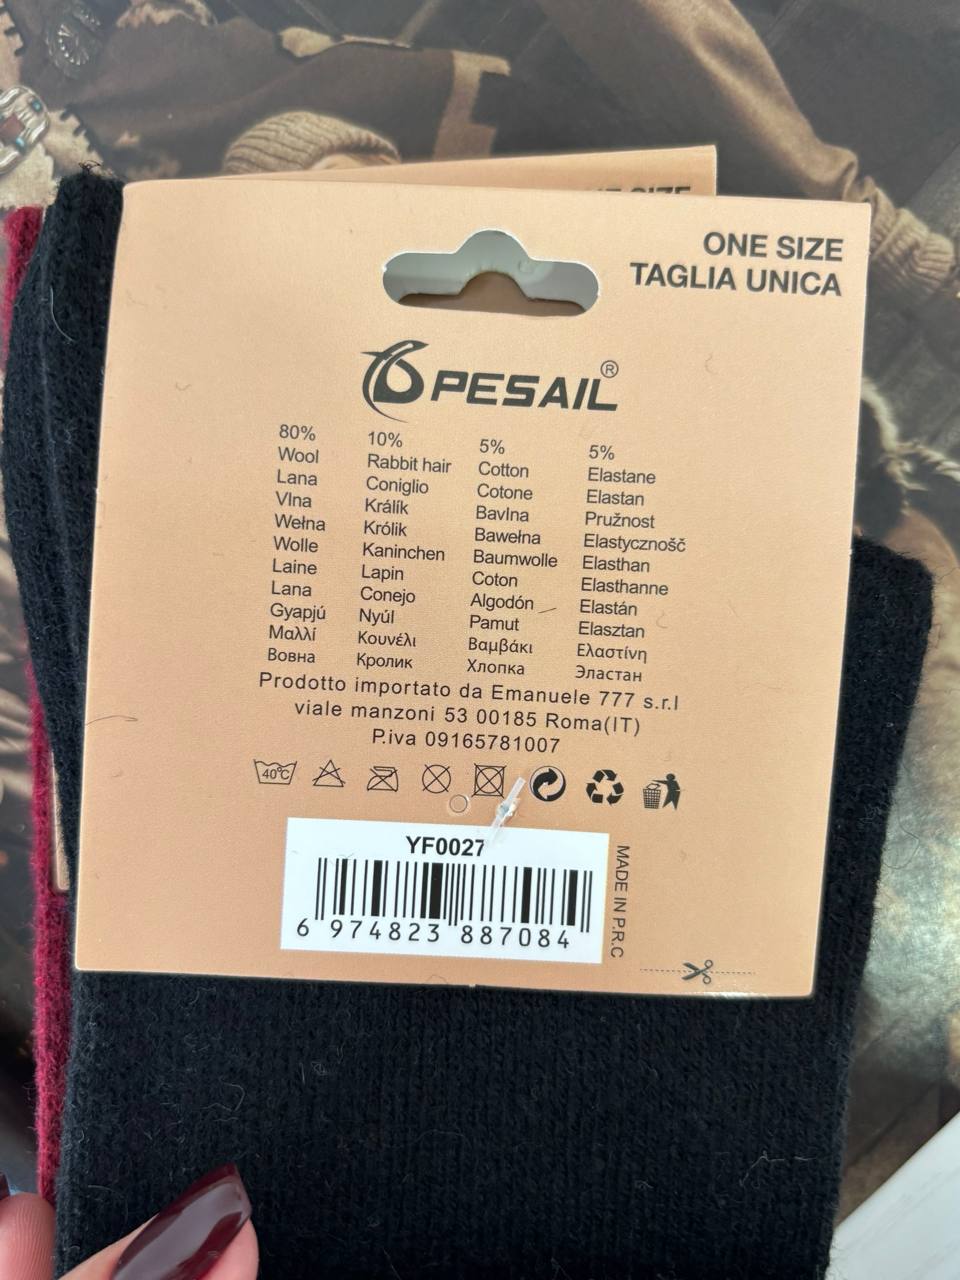 ONE SIZE
TAGLIA UNICA
PESAIL®
80% 10% 5% 5%
Wool Rabbit hair Cotton Elastane
Lana Coniglio Cotone Elastan
Vlna Králík Bavlna Pružnost
Wełna Królik Bawełna Elastycznošč
Wolle Kaninchen Baumwolle Elasthan
Laine Lapin Coton Elasthanne
Lana Conejo Algodón Elastán
Gyapjú Nyúl Pamut Elasztan
Μαλλί Κουνέλι Βαμβάκι Ελαστίνη
Вовна Кролик Хлопка Эластан
Prodotto importato da Emanuele 777 s.r.l
viale manzoni 53 00185 Roma(IT)
P.iva 09165781007
40°C
YF0027
6 974823 887084
MADE IN P.R.C